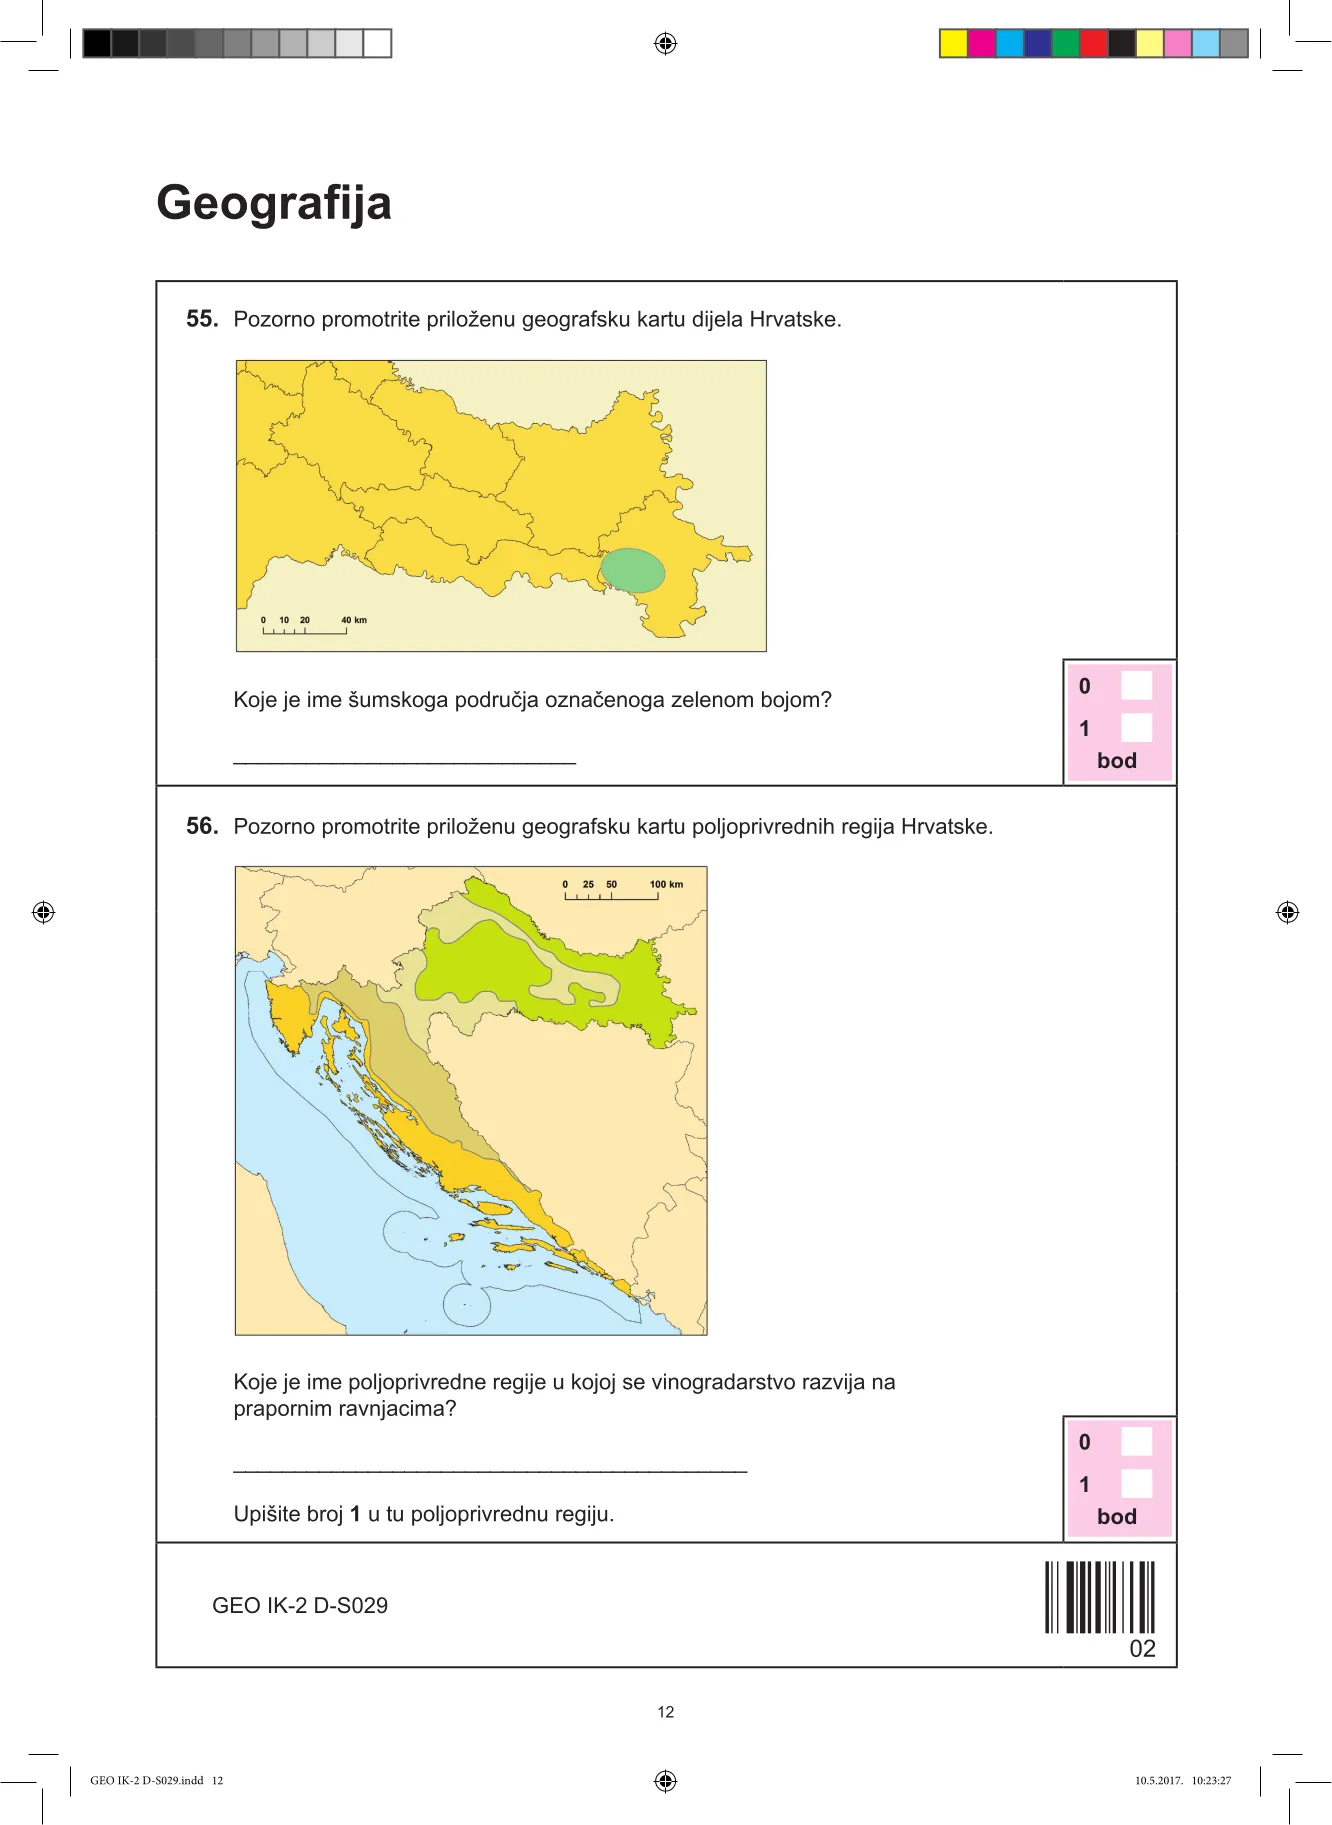 Geografija
55. Pozorno promotrite priloženu geografsku kartu dijela Hrvatske.
0 10 20 40 km
Koje je ime šumskoga područja označenoga zelenom bojom?
0
1
bod
56. Pozorno promotrite priloženu geografsku kartu poljoprivrednih regija Hrvatske.
0 25 50 100 km
Koje je ime poljoprivredne regije u kojoj se vinogradarstvo razvija na
prapornim ravnjacima?
Upišite broj 1 u tu poljoprivrednu regiju.
0
1
bod
GEO IK-2 D-S029
02
12
GEO IK-2 D-S029.indd 12
10.5.2017. 10:23:27